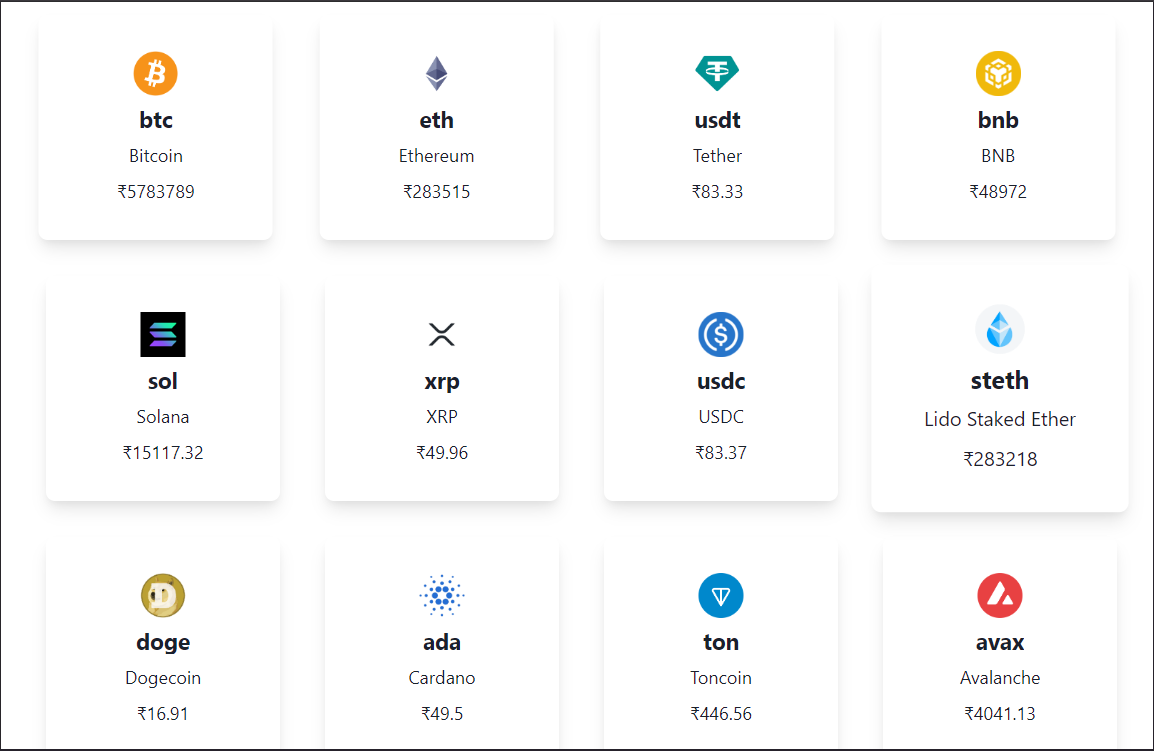 btc
Bitcoin
₹5783789
eth
Ethereum
₹283515
usdt
Tether
₹83.33
bnb
BNB
₹48972
sol
Solana
₹15117.32
xrp
XRP
₹49.96
usdc
USDC
₹83.37
steth
Lido Staked Ether
₹283218
doge
Dogecoin
₹16.91
ada
Cardano
₹49.5
ton
Toncoin
₹446.56
avax
Avalanche
₹4041.13